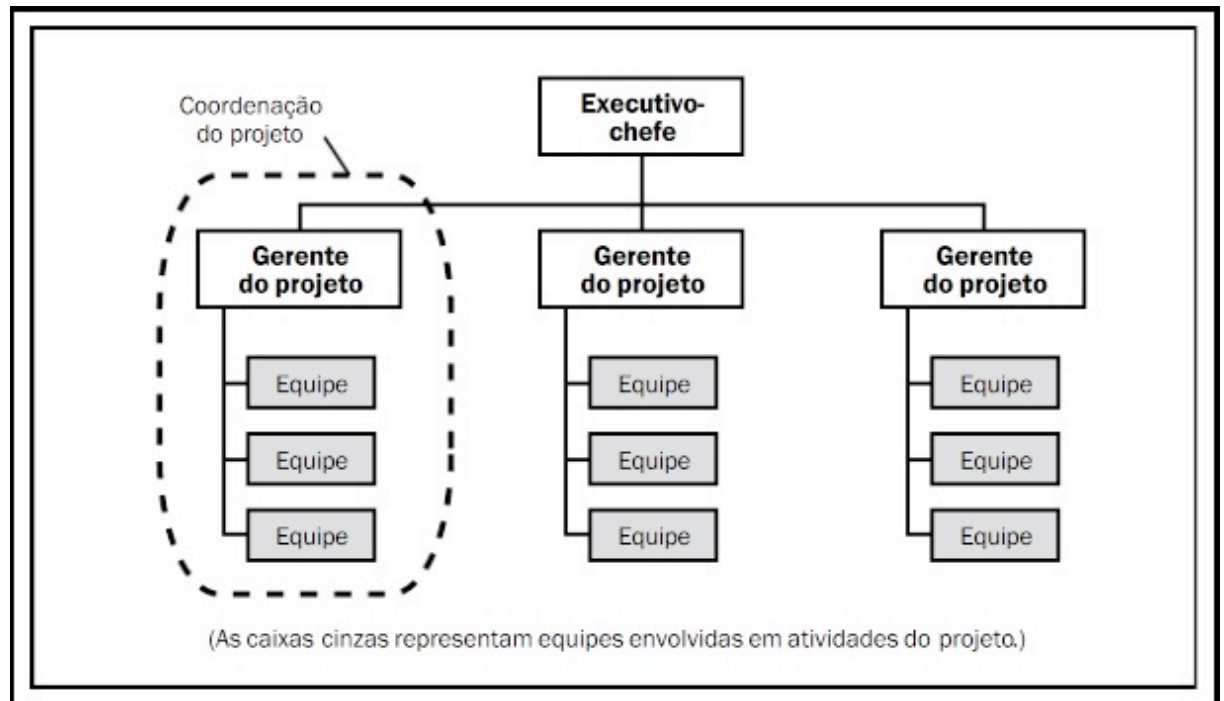 Coordenação
do projeto
Executivo-
chefe
Gerente
do projeto
Gerente
do projeto
Gerente
do projeto
Equipe
Equipe
Equipe
Equipe
Equipe
Equipe
Equipe
Equipe
Equipe
(As caixas cinzas representam equipes envolvidas em atividades do projeto.)